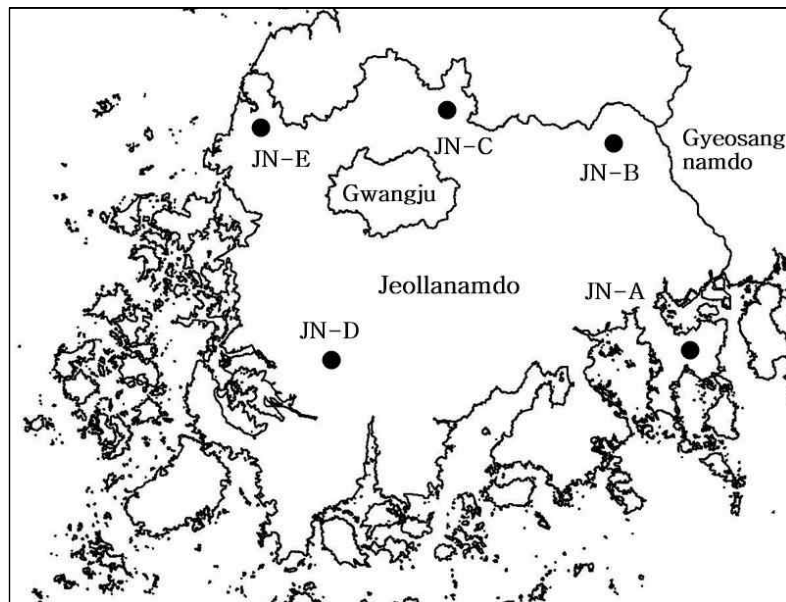 Gyeosang
namdo
JN-E
JN-C
JN-B
Gwangju
Jeollanamdo
JN-A
JN-D